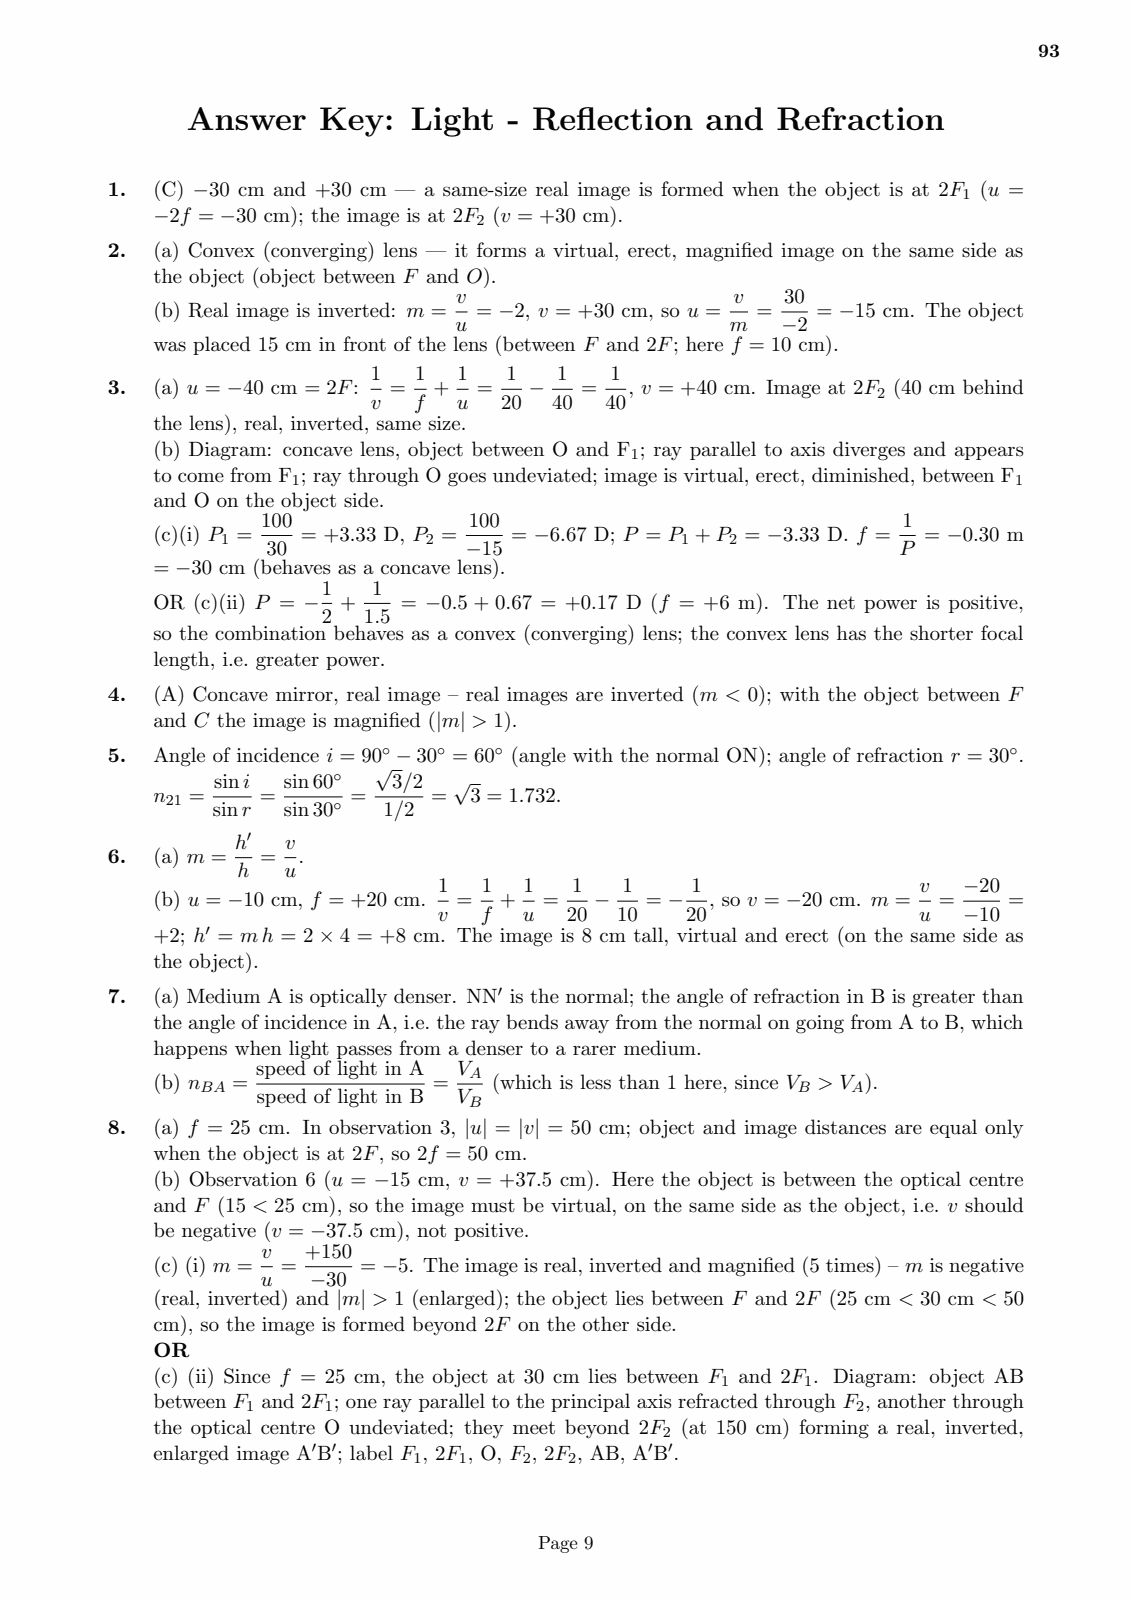 93
Answer Key: Light - Reflection and Refraction
1. (C) −30 cm and +30 cm — a same-size real image is formed when the object is at 2F₁ (u =
−2f = −30 cm); the image is at 2F₂ (v = +30 cm).
2. (a) Convex (converging) lens — it forms a virtual, erect, magnified image on the same side as
the object (object between F and O).
(b) Real image is inverted: m = v/u = −2, v = +30 cm, so u = v/m = 30/−2 = −15 cm. The object
was placed 15 cm in front of the lens (between F and 2F; here f = 10 cm).
3. (a) u = −40 cm = 2F: 1/v = 1/f + 1/u = 1/20 − 1/40 = 1/40, v = +40 cm. Image at 2F₂ (40 cm behind
the lens), real, inverted, same size.
(b) Diagram: concave lens, object between O and F₁; ray parallel to axis diverges and appears
to come from F₁; ray through O goes undeviated; image is virtual, erect, diminished, between F₁
and O on the object side.
(c)(i) P₁ = 100/30 = +3.33 D, P₂ = 100/−15 = −6.67 D; P = P₁ + P₂ = −3.33 D. f = 1/P = −0.30 m
= −30 cm (behaves as a concave lens).
OR (c)(ii) P = −1/2 + 1/1.5 = −0.5 + 0.67 = +0.17 D (f = +6 m). The net power is positive,
so the combination behaves as a convex (converging) lens; the convex lens has the shorter focal
length, i.e. greater power.
4. (A) Concave mirror, real image – real images are inverted (m < 0); with the object between F
and C the image is magnified (|m| > 1).
5. Angle of incidence i = 90° − 30° = 60° (angle with the normal ON); angle of refraction r = 30°.
n₂₁ = sin i/sin r = sin 60°/sin 30° = √3/2/1/2 = √3 = 1.732.
6. (a) m = h′/h = v/u.
(b) u = −10 cm, f = +20 cm. 1/v = 1/f + 1/u = 1/20 − 1/10 = −1/20, so v = −20 cm. m = v/u = −20/−10 =
+2; h′ = m h = 2 × 4 = +8 cm. The image is 8 cm tall, virtual and erect (on the same side as
the object).
7. (a) Medium A is optically denser. NN′ is the normal; the angle of refraction in B is greater than
the angle of incidence in A, i.e. the ray bends away from the normal on going from A to B, which
happens when light passes from a denser to a rarer medium.
(b) n_BA = speed of light in A/speed of light in B = V_A/V_B (which is less than 1 here, since V_B > V_A).
8. (a) f = 25 cm. In observation 3, |u| = |v| = 50 cm; object and image distances are equal only
when the object is at 2F, so 2f = 50 cm.
(b) Observation 6 (u = −15 cm, v = +37.5 cm). Here the object is between the optical centre
and F (15 < 25 cm), so the image must be virtual, on the same side as the object, i.e. v should
be negative (v = −37.5 cm), not positive.
(c) (i) m = v/u = +150/−30 = −5. The image is real, inverted and magnified (5 times) – m is negative
(real, inverted) and |m| > 1 (enlarged); the object lies between F and 2F (25 cm < 30 cm < 50
cm), so the image is formed beyond 2F on the other side.
OR
(c) (ii) Since f = 25 cm, the object at 30 cm lies between F₁ and 2F₁. Diagram: object AB
between F₁ and 2F₁; one ray parallel to the principal axis refracted through F₂, another through
the optical centre O undeviated; they meet beyond 2F₂ (at 150 cm) forming a real, inverted,
enlarged image A′B′; label F₁, 2F₁, O, F₂, 2F₂, AB, A′B′.
Page 9